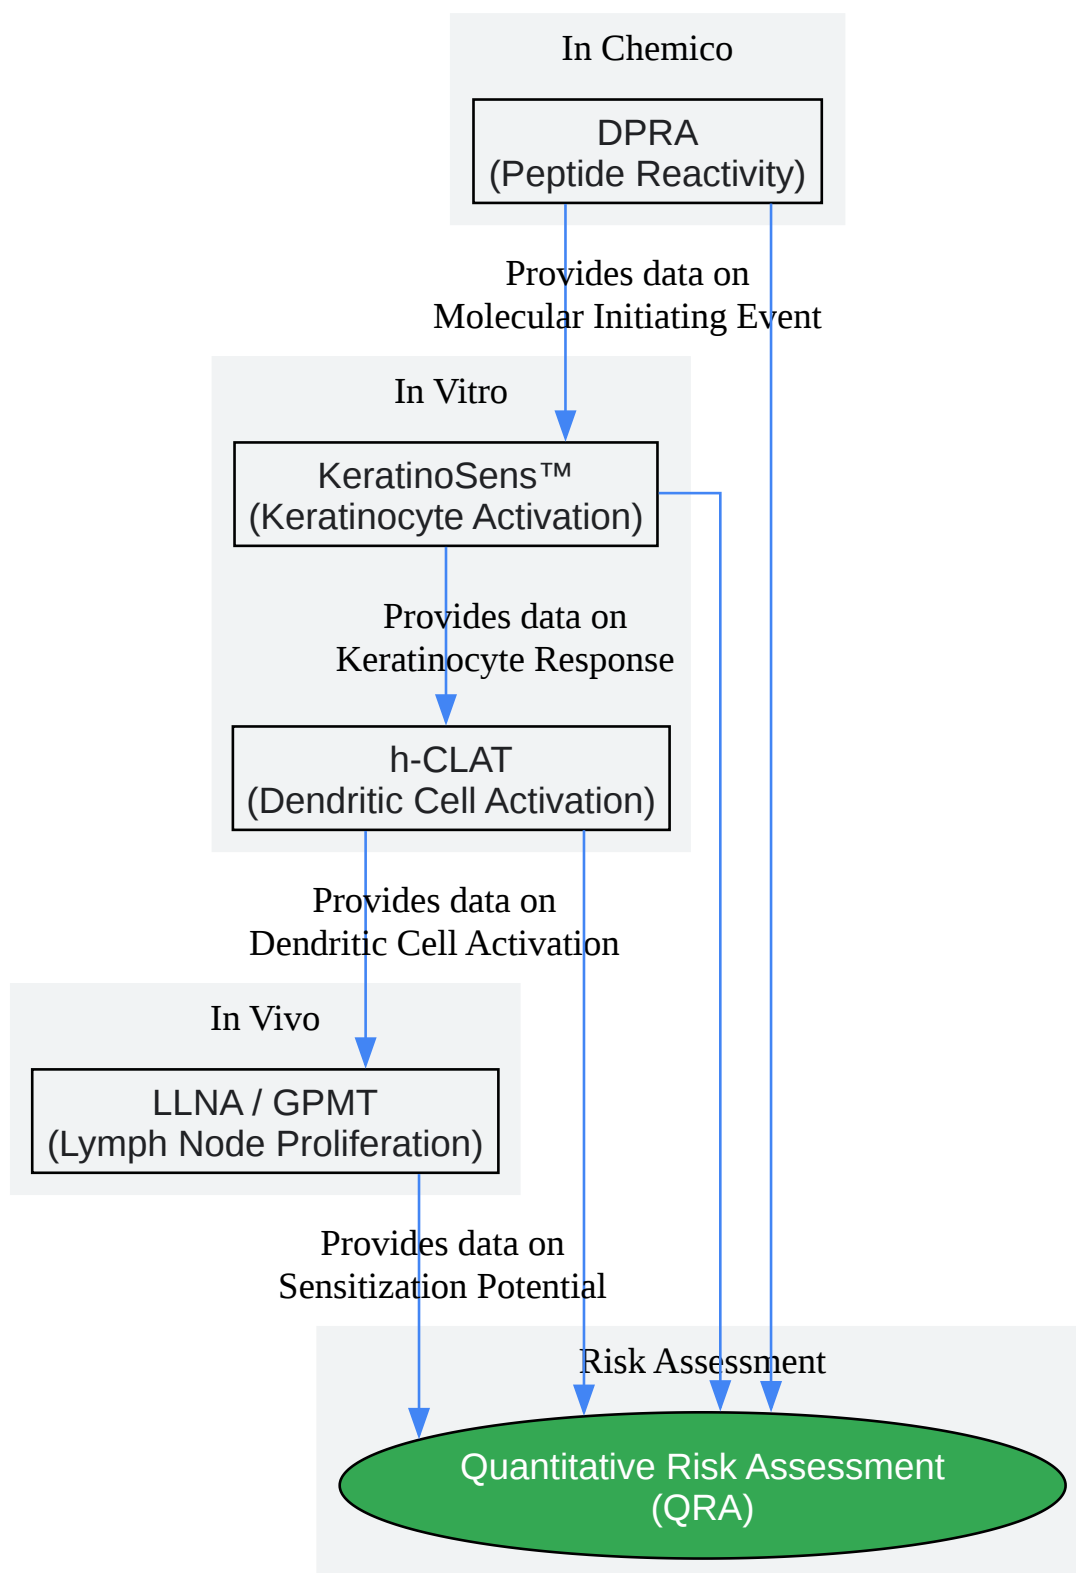 In Chemico
DPRA
(Peptide Reactivity)
Provides data on
Molecular Initiating Event
In Vitro
KeratinoSens™
(Keratinocyte Activation)
Provides data on
Keratinocyte Response
h-CLAT
(Dendritic Cell Activation)
Provides data on
Dendritic Cell Activation
In Vivo
LLNA / GPMT
(Lymph Node Proliferation)
Provides data on
Sensitization Potential
Risk Assessment
Quantitative Risk Assessment
(QRA)